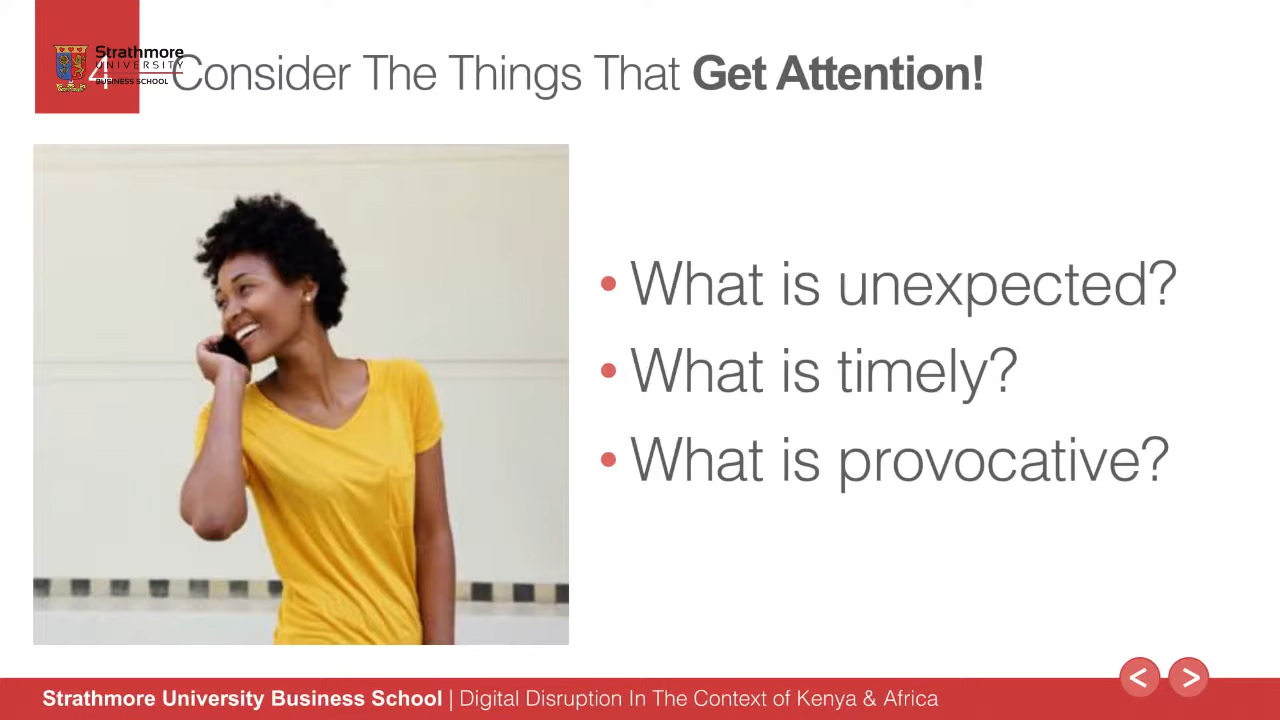 Strathmore
UNIVERSITY
BUSINESS SCHOOL
4
Consider The Things That Get Attention!
• What is unexpected?
• What is timely?
• What is provocative?
Strathmore University Business School | Digital Disruption In The Context of Kenya & Africa
< >